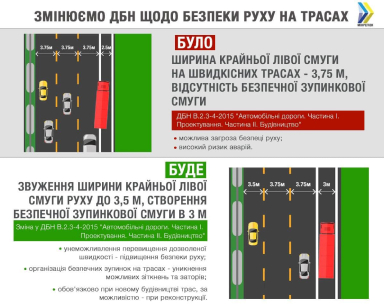 ЗМІНЮЄМО ДБН ЩОДО БЕЗПЕКИ РУХУ НА ТРАСАХ
3,75м 3,75м 3,75м 2,5м
БУЛО
ШИРИНА КРАЙНЬОЇ ЛІВОЇ СМУГИ
НА ШВИДКІСНИХ ТРАСАХ - 3,75 М,
ВІДСУТНІСТЬ БЕЗПЕЧНОЇ ЗУПИНКОВОЇ
СМУГИ
ДБН В.2.3-4-2015 "Автомобільні дороги. Частина І.
Проектування. Частина ІІ. Будівництво"
• можлива загроза безпеці руху;
• високий ризик аварій.
БУДЕ
ЗВУЖЕННЯ ШИРИНИ КРАЙНЬОЇ ЛІВОЇ
СМУГИ РУХУ ДО 3,5 М, СТВОРЕННЯ
БЕЗПЕЧНОЇ ЗУПИНКОВОЇ СМУГИ В 3 М
Зміна у ДБН В.2.3-4-2015 "Автомобільні дороги. Частина І.
Проектування. Частина ІІ. Будівництво"
• унеможливлення перевищення дозволеної
швидкості - підвищення безпеки руху;
• організація безпечних зупинок на трасах - уникнення
можливих зіткнень та заторів;
• обов'язково при новому будівництві трас, за
можливістю - при реконструкції.
3,5м 3,75м 3,75м 3м